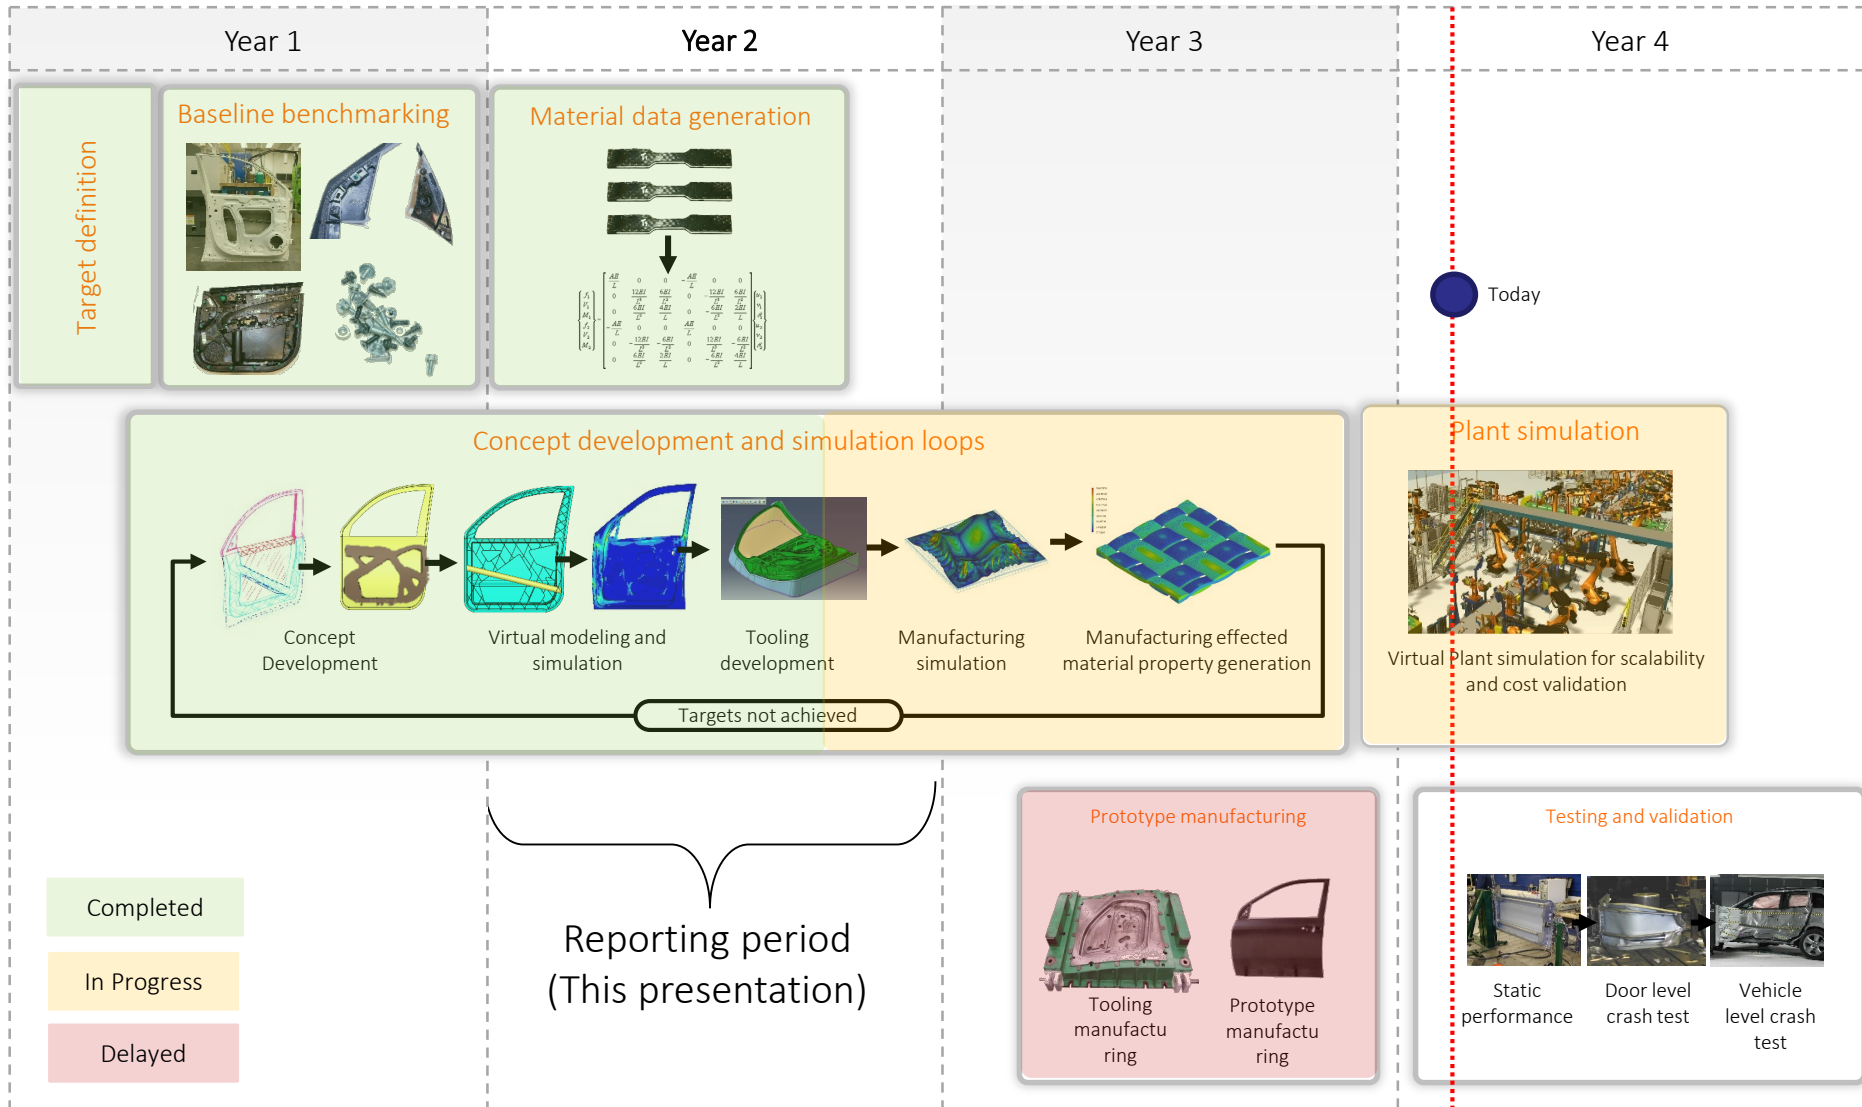 Year 1
Year 2
Year 3
Year 4
Target definition
Baseline benchmarking
Material data generation
Today
Concept development and simulation loops
Concept
Development
Virtual modeling and
simulation
Tooling
development
Manufacturing
simulation
Manufacturing effected
material property generation
Targets not achieved
Plant simulation
Virtual Plant simulation for scalability
and cost validation
Completed
In Progress
Delayed
Reporting period
(This presentation)
Prototype manufacturing
Tooling
manufactu
ring
Prototype
manufactu
ring
Testing and validation
Static
performance
Door level
crash test
Vehicle
level crash
test